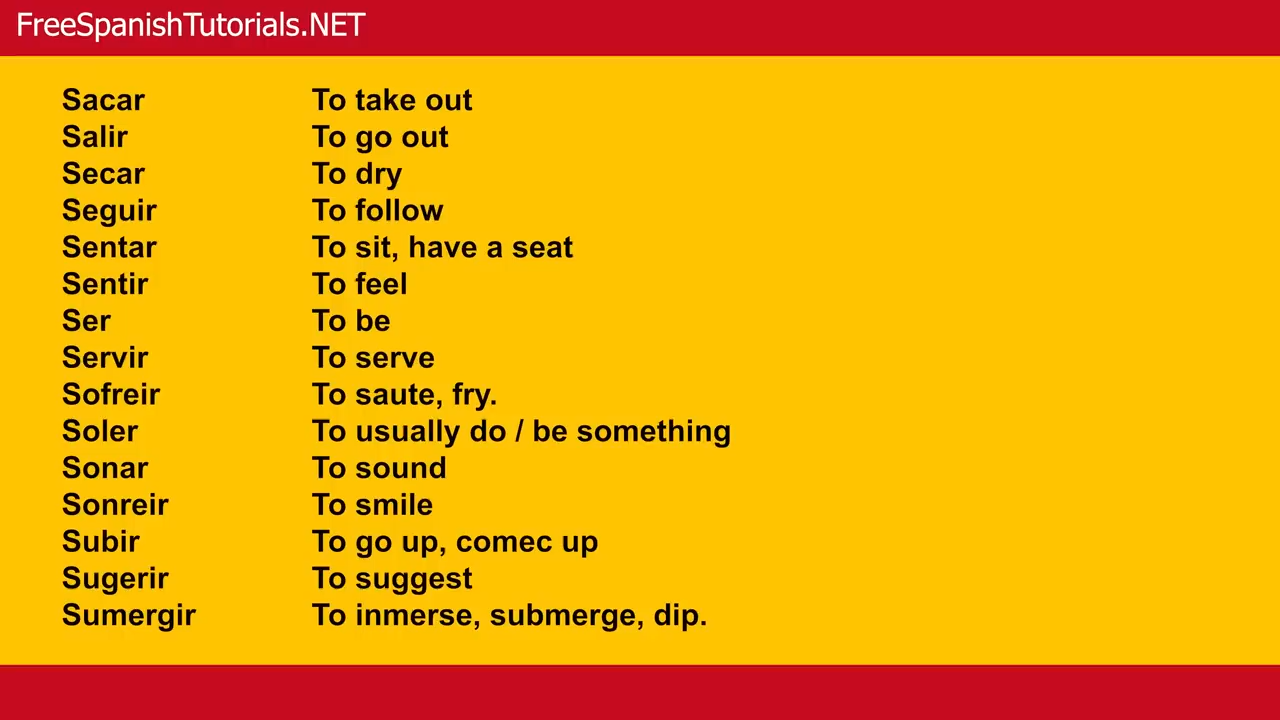 FreeSpanishTutorials.NET
Sacar To take out
Salir To go out
Secar To dry
Seguir To follow
Sentar To sit, have a seat
Sentir To feel
Ser To be
Servir To serve
Sofreir To saute, fry.
Soler To usually do / be something
Sonar To sound
Sonreir To smile
Subir To go up, comec up
Sugerir To suggest
Sumergir To inmerse, submerge, dip.